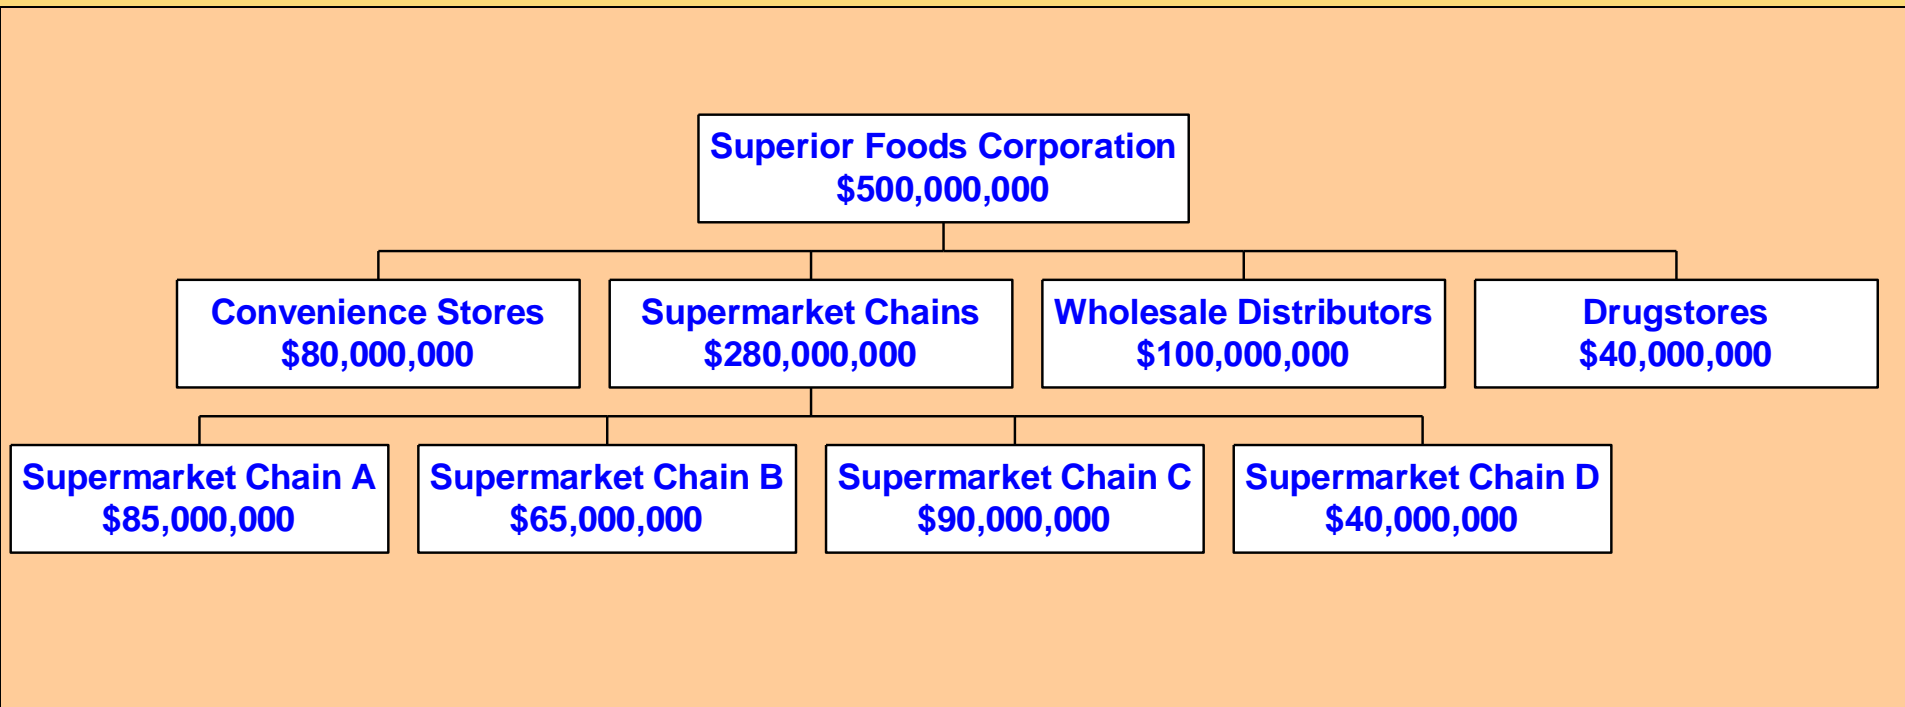 Superior Foods Corporation
$500,000,000
Convenience Stores
$80,000,000
Supermarket Chains
$280,000,000
Wholesale Distributors
$100,000,000
Drugstores
$40,000,000
Supermarket Chain A
$85,000,000
Supermarket Chain B
$65,000,000
Supermarket Chain C
$90,000,000
Supermarket Chain D
$40,000,000